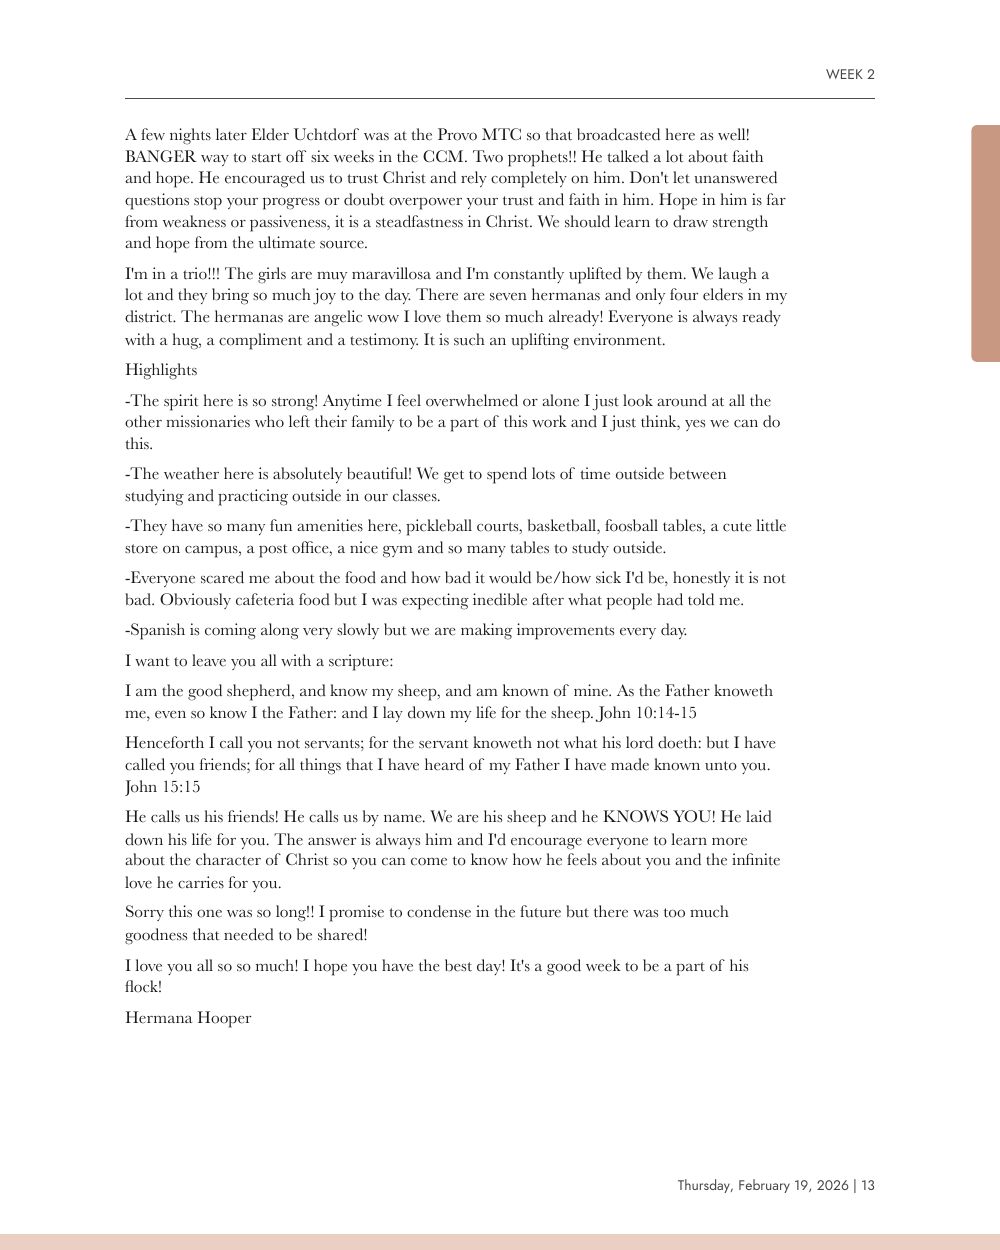 WEEK 2
A few nights later Elder Uchtdorf was at the Provo MTC so that broadcasted here as well!
BANGER way to start off six weeks in the CCM. Two prophets!! He talked a lot about faith
and hope. He encouraged us to trust Christ and rely completely on him. Don't let unanswered
questions stop your progress or doubt overpower your trust and faith in him. Hope in him is far
from weakness or passiveness, it is a steadfastness in Christ. We should learn to draw strength
and hope from the ultimate source.
I'm in a trio!!! The girls are muy maravillosa and I'm constantly uplifted by them. We laugh a
lot and they bring so much joy to the day. There are seven hermanas and only four elders in my
district. The hermanas are angelic wow I love them so much already! Everyone is always ready
with a hug, a compliment and a testimony. It is such an uplifting environment.
Highlights
-The spirit here is so strong! Anytime I feel overwhelmed or alone I just look around at all the
other missionaries who left their family to be a part of this work and I just think, yes we can do
this.
-The weather here is absolutely beautiful! We get to spend lots of time outside between
studying and practicing outside in our classes.
-They have so many fun amenities here, pickleball courts, basketball, foosball tables, a cute little
store on campus, a post office, a nice gym and so many tables to study outside.
-Everyone scared me about the food and how bad it would be/how sick I'd be, honestly it is not
bad. Obviously cafeteria food but I was expecting inedible after what people had told me.
-Spanish is coming along very slowly but we are making improvements every day.
I want to leave you all with a scripture:
I am the good shepherd, and know my sheep, and am known of mine. As the Father knoweth
me, even so know I the Father: and I lay down my life for the sheep. John 10:14-15
Henceforth I call you not servants; for the servant knoweth not what his lord doeth: but I have
called you friends; for all things that I have heard of my Father I have made known unto you.
John 15:15
He calls us his friends! He calls us by name. We are his sheep and he KNOWS YOU! He laid
down his life for you. The answer is always him and I'd encourage everyone to learn more
about the character of Christ so you can come to know how he feels about you and the infinite
love he carries for you.
Sorry this one was so long!! I promise to condense in the future but there was too much
goodness that needed to be shared!
I love you all so so much! I hope you have the best day! It's a good week to be a part of his
flock!
Hermana Hooper
Thursday, February 19, 2026 | 13